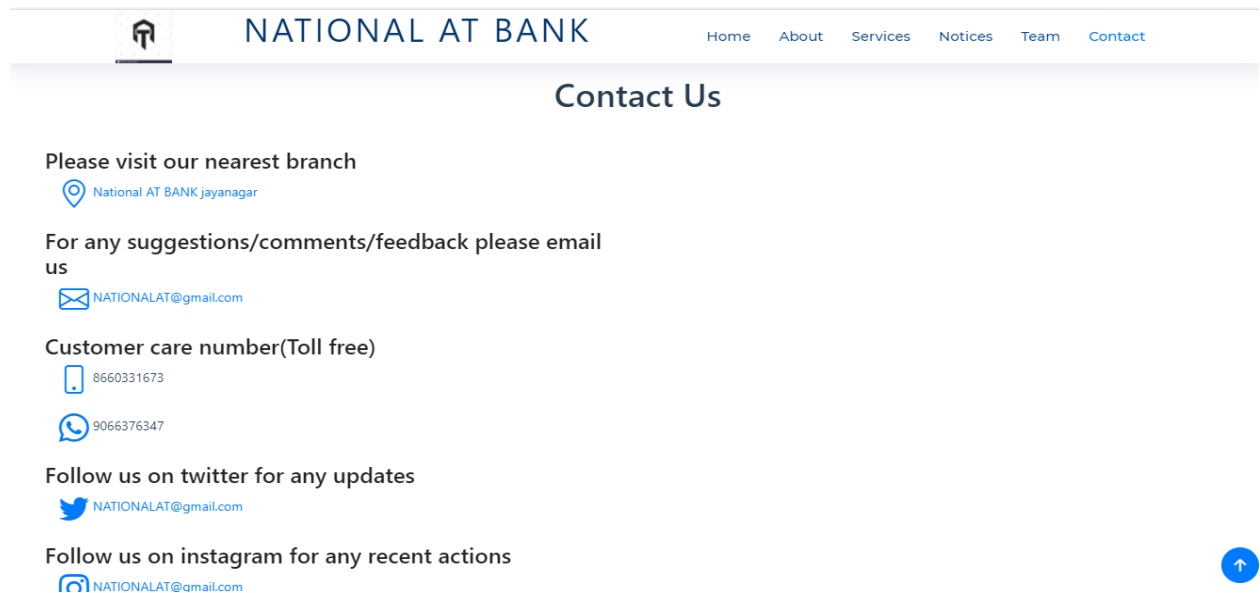 NATIONAL AT BANK
Home About Services Notices Team Contact
Contact Us
Please visit our nearest branch
National AT BANK jayanagar
For any suggestions/comments/feedback please email
us
NATIONALAT@gmail.com
Customer care number(Toll free)
8660331673
9066376347
Follow us on twitter for any updates
NATIONALAT@gmail.com
Follow us on instagram for any recent actions
NATIONALAT@gmail.com